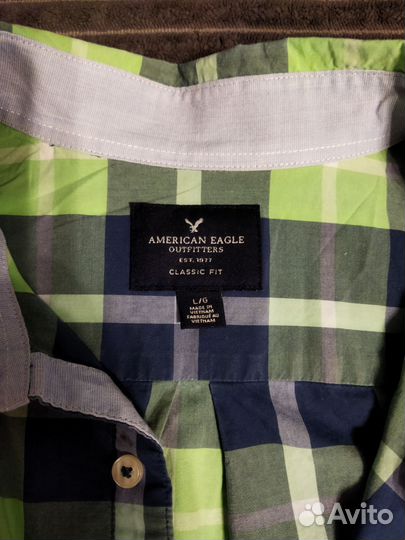 AMERICAN EAGLE
OUTFITTERS
EST. 1977
CLASSIC FIT
L/G
MADE IN
VIETNAM
FABRIQUÉ AU
VIETNAM
Avito